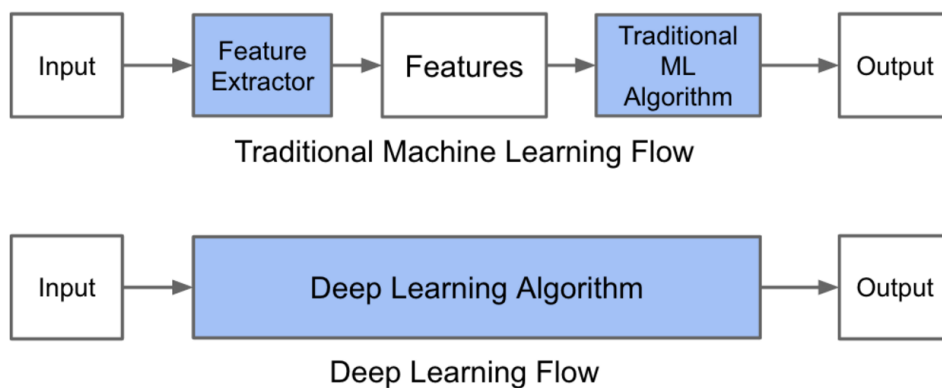 Input
Feature
Extractor
Features
Traditional
ML
Algorithm
Output
Traditional Machine Learning Flow
Input
Deep Learning Algorithm
Output
Deep Learning Flow